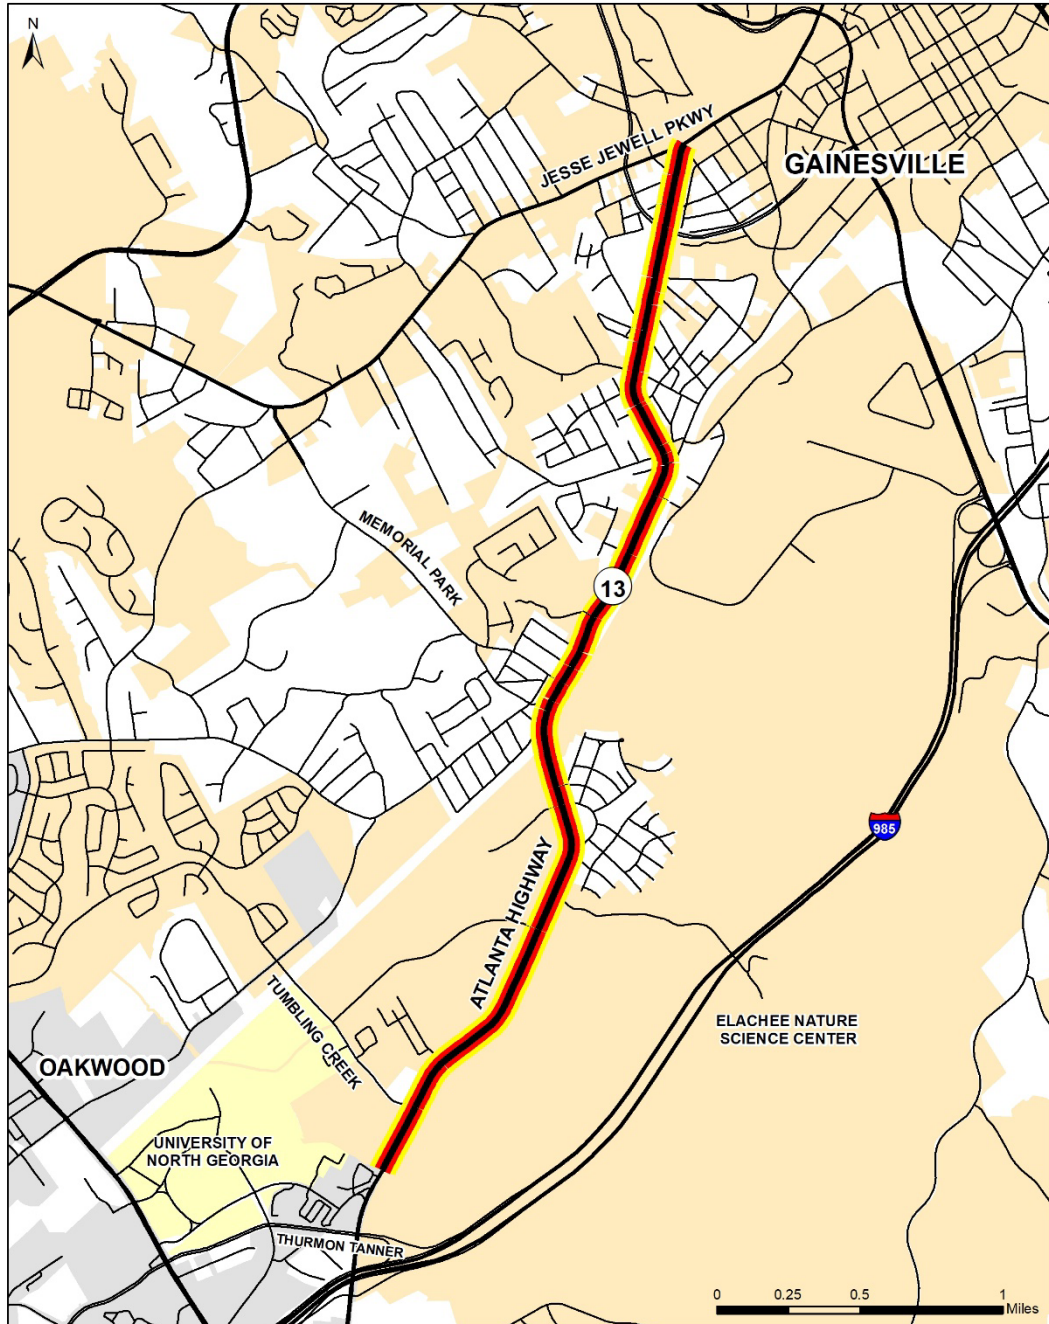 N
JESSE JEWELL PKWY
GAINESVILLE
MEMORIAL PARK
13
985
ATLANTA HIGHWAY
TUMBLING CREEK
ELACHEE NATURE
SCIENCE CENTER
OAKWOOD
UNIVERSITY OF
NORTH GEORGIA
THURMON TANNER
0 0.25 0.5 1
Miles